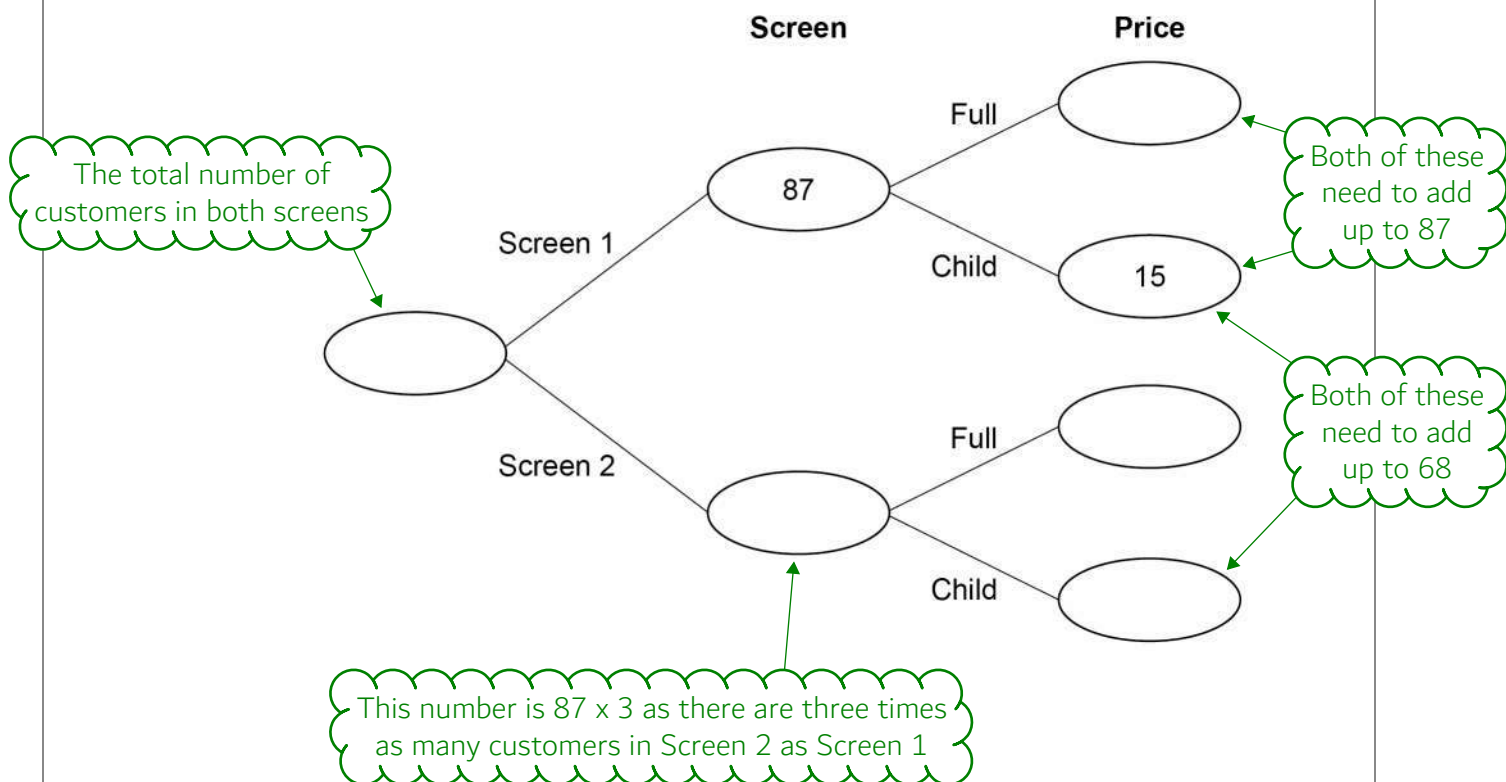 Screen
Price
Full
The total number of
customers in both screens
87
Both of these
need to add
up to 87
Screen 1
Child
15
Both of these
need to add
up to 68
Full
Screen 2
Child
This number is 87 x 3 as there are three times
as many customers in Screen 2 as Screen 1